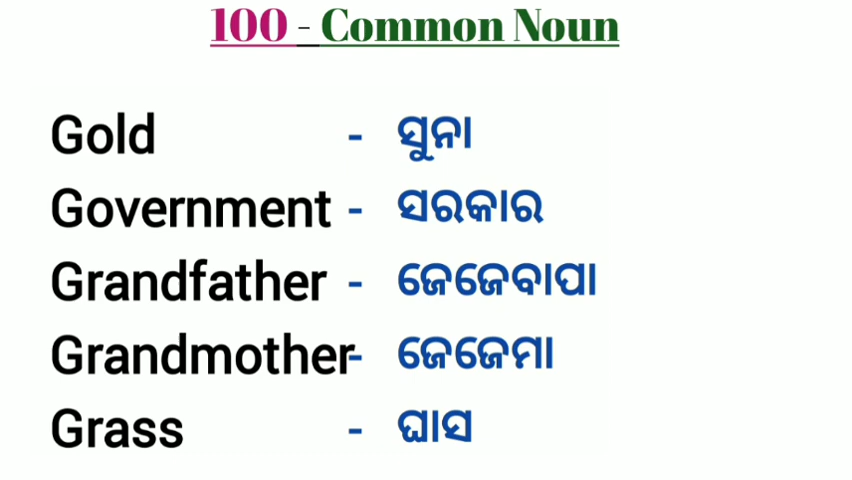 100 - Common Noun
Gold - ସୁନା
Government - ସରକାର
Grandfather - ଜେଜେବାପା
Grandmother - ଜେଜେମା
Grass - ଘାସ